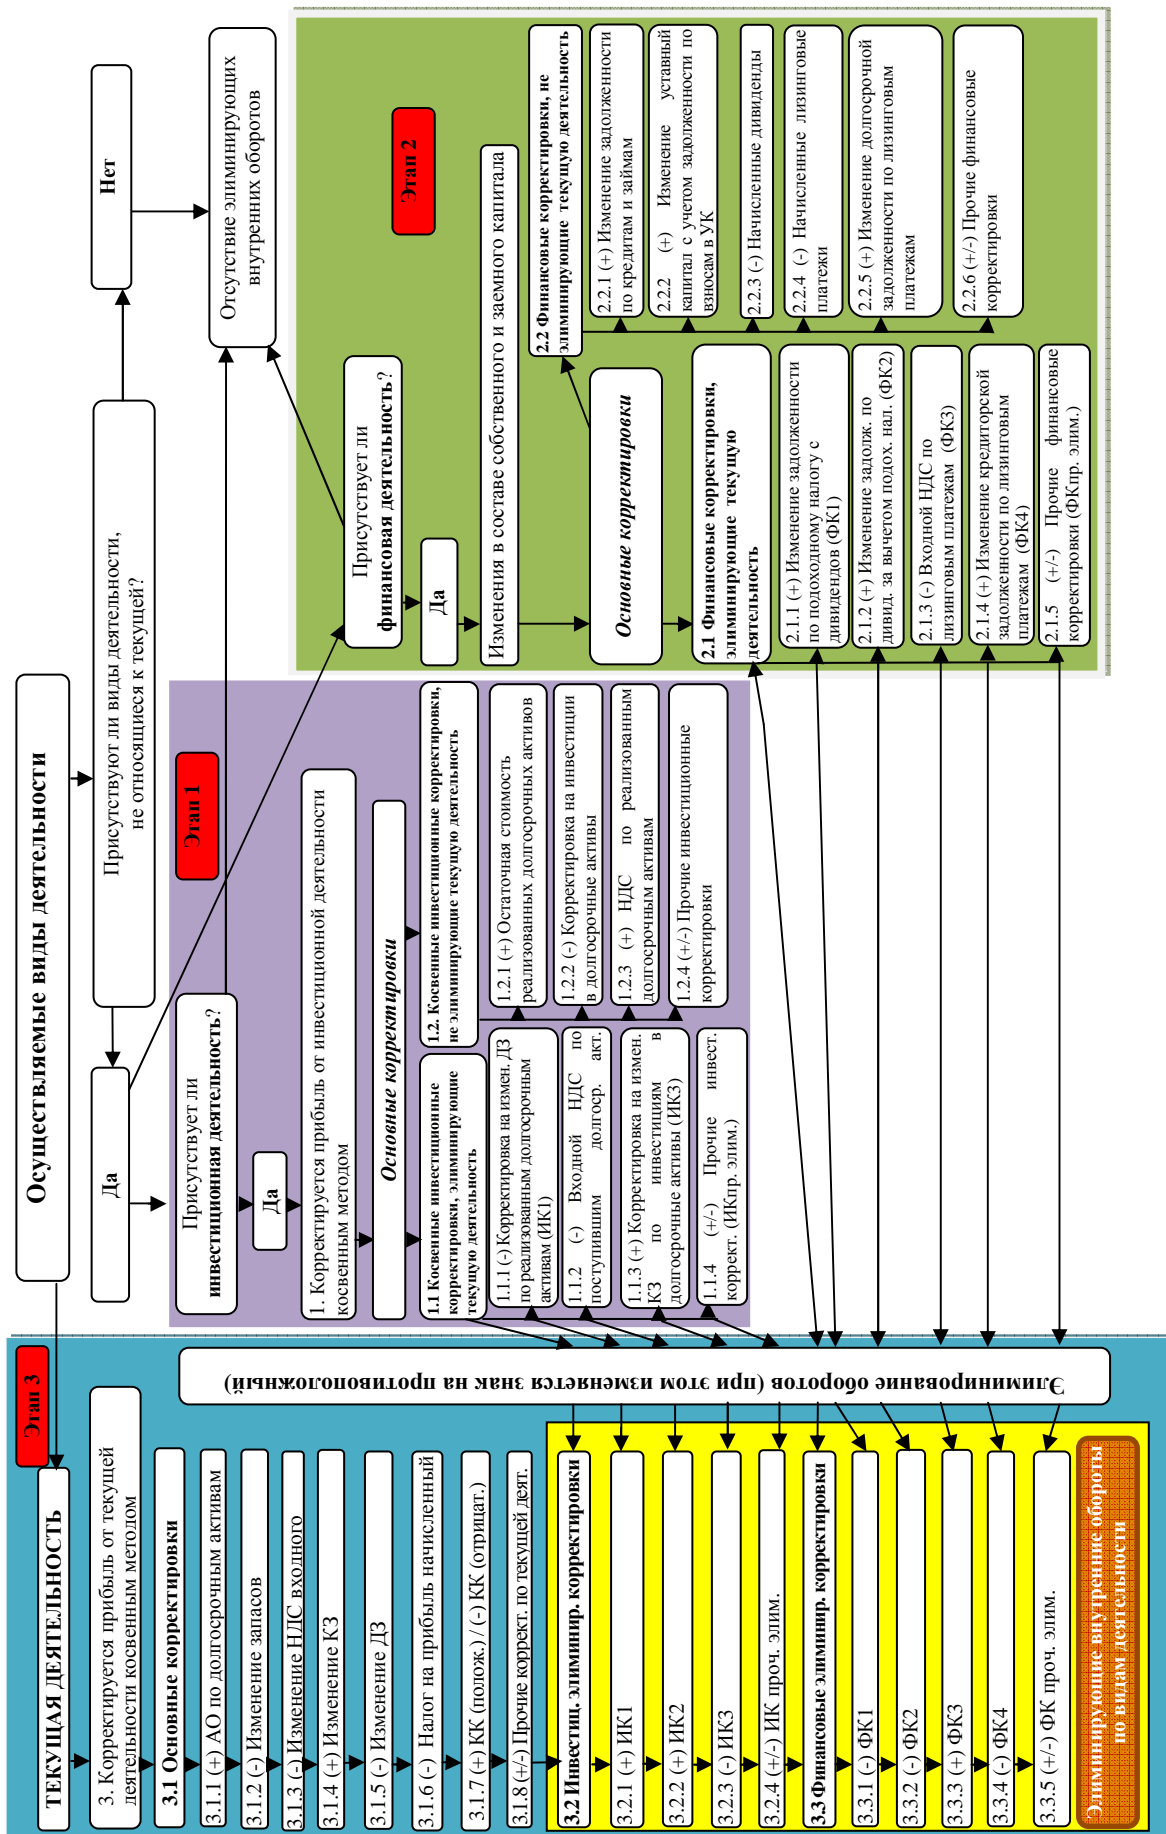 Осуществляемые виды деятельности
Присутствуют ли виды деятельности,
не относящиеся к текущей?
Да
Нет
Отсутствие элиминирующих
внутренних оборотов
Этап 3
ТЕКУЩАЯ ДЕЯТЕЛЬНОСТЬ
3. Корректируется прибыль от текущей
деятельности косвенным методом
3.1 Основные корректировки
3.1.1 (+) АО по долгосрочным активам
3.1.2 (-) Изменение запасов
3.1.3 (-) Изменение НДС входного
3.1.4 (+) Изменение КЗ
3.1.5 (-) Изменение ДЗ
3.1.6 (-) Налог на прибыль начисленный
3.1.7 (+) КК (полож.) / (-) КК (отрицат.)
3.1.8 (+/-) Прочие коррект. по текущей деят.
3.2 Инвестиц. элиминир. корректировки
3.2.1 (+) ИК1
3.2.2 (+) ИК2
3.2.3 (-) ИК3
3.2.4 (+/-) ИК проч. элим.
3.3 Финансовые элимир. корректировки
3.3.1 (-) ФК1
3.3.2 (-) ФК2
3.3.3 (+) ФК3
3.3.4 (-) ФК4
3.3.5 (+/-) ФК проч. элим.
Элиминирующие внутренние обороты
по видам деятельности
Элиминирование оборотов (при этом изменяется знак на противоположный)
Этап 1
Присутствует ли
инвестиционная деятельность?
Да
1. Корректируется прибыль от инвестиционной деятельности
косвенным методом
Основные корректировки
1.1 Косвенные инвестиционные
корректировки, элиминирующие
текущую деятельность
1.1.1 (-) Корректировка на измен. ДЗ
по реализованным долгосрочным
активам (ИК1)
1.1.2 (-) Входной НДС по
поступившим долгоср. акт.
1.1.3 (+) Корректировка на измен.
КЗ по инвестициям в
долгосрочные активы (ИК3)
1.1.4 (+/-) Прочие инвест.
коррект. (ИКпр. элим.)
1.2. Косвенные инвестиционные корректировки,
не элиминирующие текущую деятельность
1.2.1 (+) Остаточная стоимость
реализованных долгосрочных активов
1.2.2 (-) Корректировка на инвестиции
в долгосрочные активы
1.2.3 (+) НДС по реализованным
долгосрочным активам
1.2.4 (+/-) Прочие инвестиционные
корректировки
Этап 2
Присутствует ли
финансовая деятельность?
Да
Изменения в составе собственного и заемного капитала
Основные корректировки
2.1 Финансовые корректировки,
элиминирующие текущую
деятельность
2.1.1 (+) Изменение задолженности
по подоходному налогу с
дивидендов (ФК1)
2.1.2 (+) Изменение задолж. по
дивид. за вычетом подох. нал. (ФК2)
2.1.3 (-) Входной НДС по
лизинговым платежам (ФК3)
2.1.4 (+) Изменение кредиторской
задолженности по лизинговым
платежам (ФК4)
2.1.5 (+/-) Прочие финансовые
корректировки (ФКпр. элим.)
2.2 Финансовые корректировки, не
элиминирующие текущую деятельность
2.2.1 (+) Изменение задолженности
по кредитам и займам
2.2.2 (+) Изменение уставный
капитал с учетом задолженности по
взносам в УК
2.2.3 (-) Начисленные дивиденды
2.2.4 (-) Начисленные лизинговые
платежи
2.2.5 (+) Изменение долгосрочной
задолженности по лизинговым
платежам
2.2.6 (+/-) Прочие финансовые
корректировки